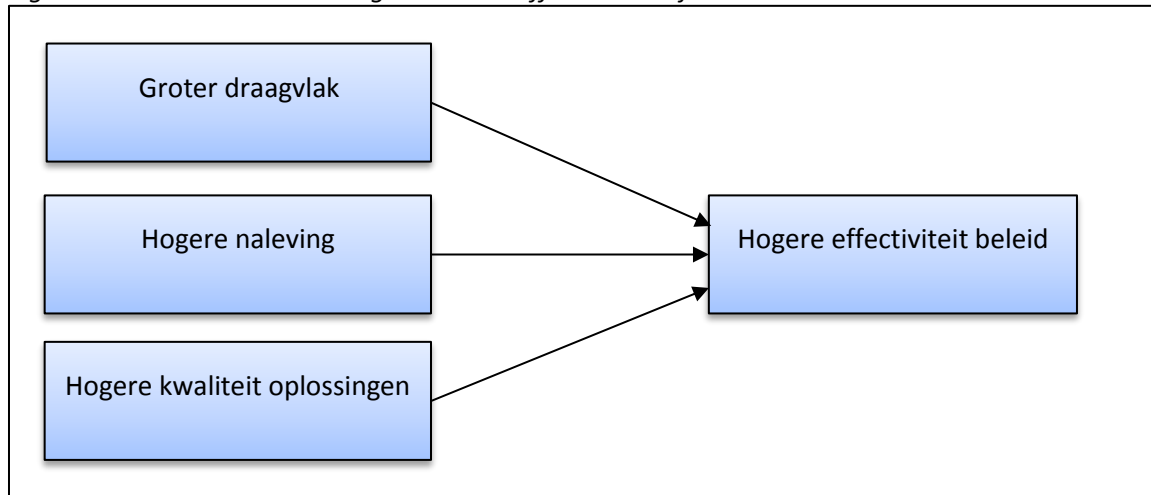 Groter draagvlak
Hogere naleving
Hogere effectiviteit beleid
Hogere kwaliteit oplossingen